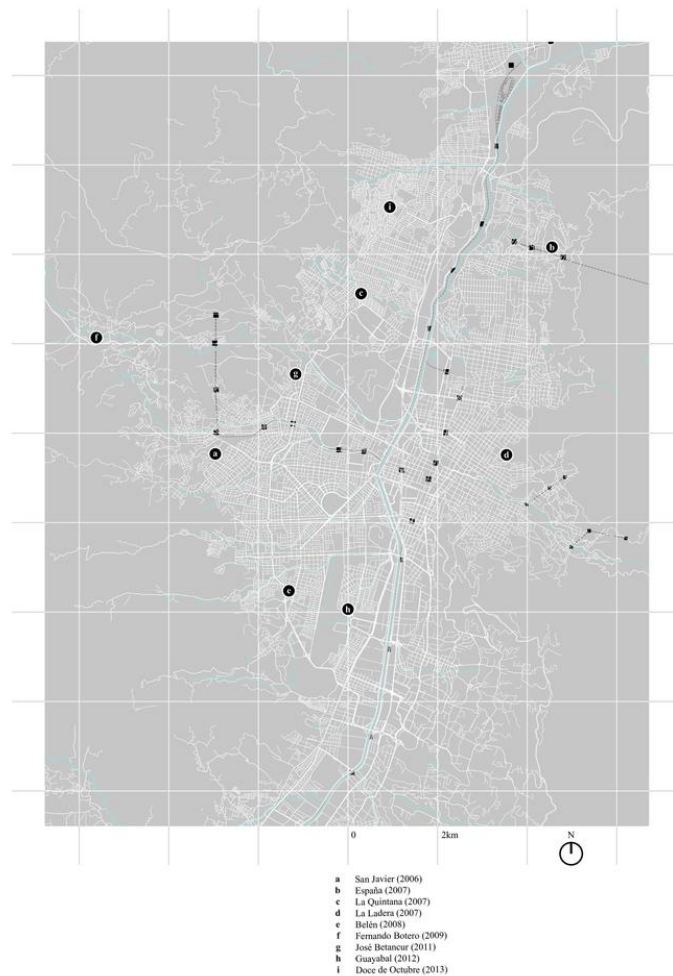 i
b
c
f
g
a
d
e
h
0 2km N
a San Javier (2006)
b España (2007)
c La Quintana (2007)
d La Ladera (2007)
e Belén (2008)
f Fernando Botero (2009)
g José Betancur (2011)
h Guayabal (2012)
i Doce de Octubre (2013)